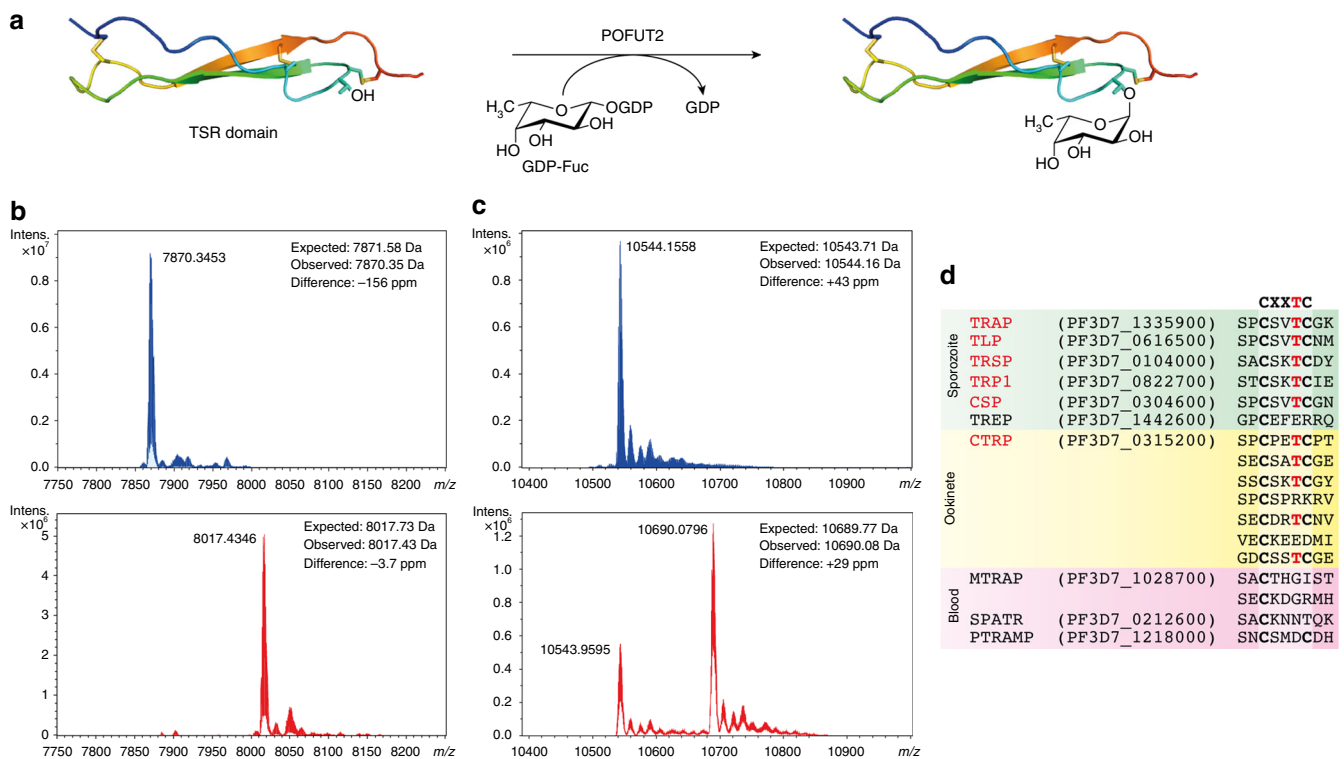 a
POFUT2
OH
TSR domain
H3C
O
OGDP
OH
OH
HO
GDP-Fuc
GDP
O
H3C
O
OH
OH
HO
b
Intens.
×10^7
7870.3453
Expected: 7871.58 Da
Observed: 7870.35 Da
Difference: –156 ppm
0.8
0.6
0.4
0.2
0.0
7750 7800 7850 7900 7950 8000 8050 8100 8150 8200 m/z
Intens.
×10^6
8017.4346
Expected: 8017.73 Da
Observed: 8017.43 Da
Difference: –3.7 ppm
5
4
3
2
1
0
7750 7800 7850 7900 7950 8000 8050 8100 8150 8200 m/z
c
Intens.
×10^6
10544.1558
Expected: 10543.71 Da
Observed: 10544.16 Da
Difference: +43 ppm
0.8
0.6
0.4
0.2
0.0
10400 10500 10600 10700 10800 10900 m/z
Intens.
×10^6
10690.0796
10543.9595
Expected: 10689.77 Da
Observed: 10690.08 Da
Difference: +29 ppm
1.2
1.0
0.8
0.6
0.4
0.2
0.0
10400 10500 10600 10700 10800 10900 m/z
d
CXXTC
Sporozoite
TRAP (PF3D7_1335900) SPCSVTCGK
TLP (PF3D7_0616500) SPCSVTCNM
TRSP (PF3D7_0104000) SACSKTCDY
TRP1 (PF3D7_0822700) STCSKTCIE
CSP (PF3D7_0304600) SPCSVTCGN
TREP (PF3D7_1442600) GPCEFERRQ
Ookinete
CTRP (PF3D7_0315200) SPCPETCPT
SECSATCGE
SSCSKTCGY
SPCSPRKRV
SECDRTCNV
VECKEEDMI
GDCSSTCGE
Blood
MTRAP (PF3D7_1028700) SACTHGIST
SECKDGRMH
SPATR (PF3D7_0212600) SACKNNTQK
PTRAMP (PF3D7_1218000) SNCSMDCDH